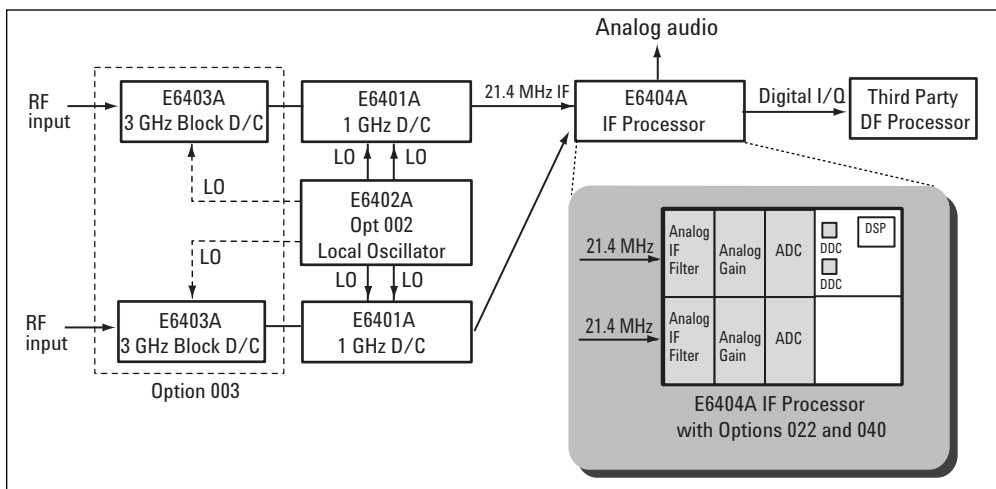 Analog audio
RF
input
E6403A
3 GHz Block D/C
E6401A
1 GHz D/C
21.4 MHz IF
E6404A
IF Processor
Digital I/Q
Third Party
DF Processor
LO
LO
LO
E6402A
Opt 002
Local Oscillator
LO
LO
LO
RF
input
E6403A
3 GHz Block D/C
E6401A
1 GHz D/C
Option 003
21.4 MHz
Analog
IF
Filter
Analog
Gain
ADC
DDC
DDC
DSP
21.4 MHz
Analog
IF
Filter
Analog
Gain
ADC
E6404A IF Processor
with Options 022 and 040